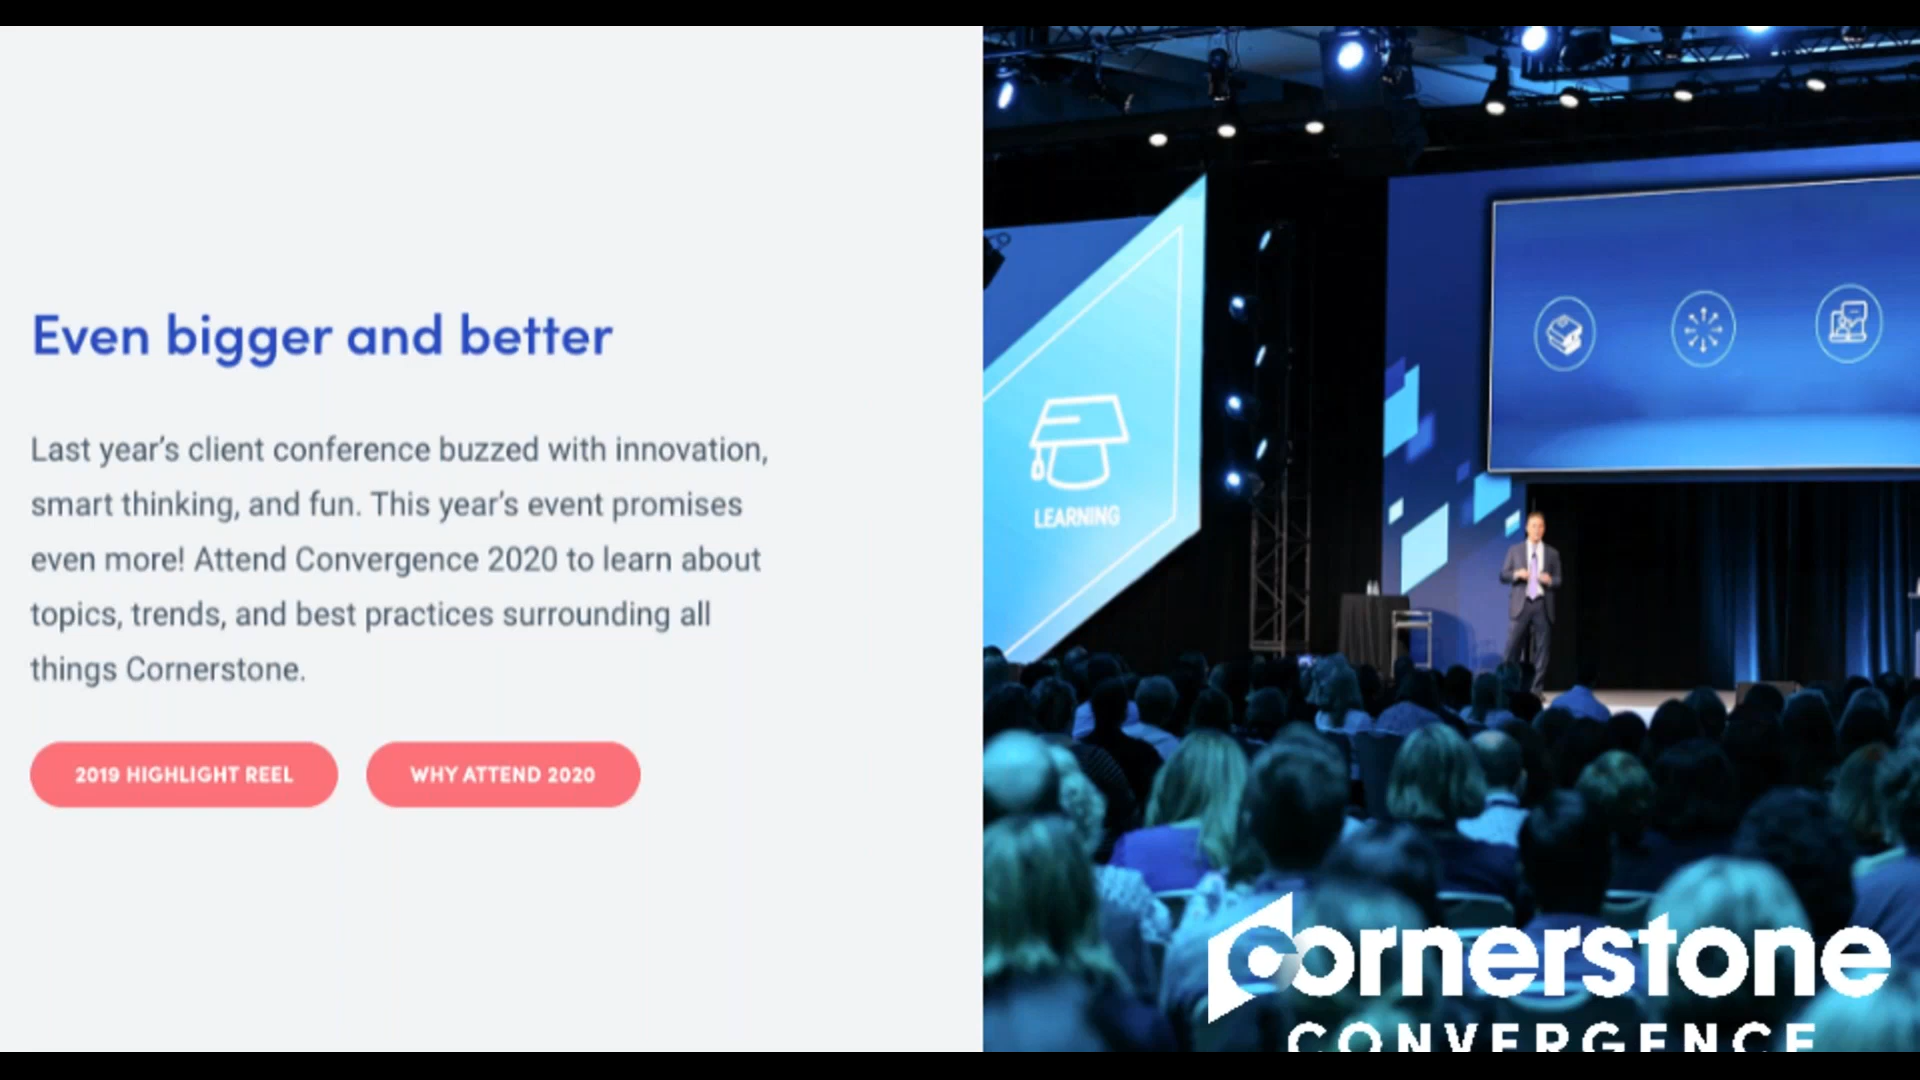 Even bigger and better
Last year's client conference buzzed with innovation,
smart thinking, and fun. This year's event promises
even more! Attend Convergence 2020 to learn about
topics, trends, and best practices surrounding all
things Cornerstone.
2019 HIGHLIGHT REEL
WHY ATTEND 2020
LEARNING
Cornerstone
CONVERGENCE